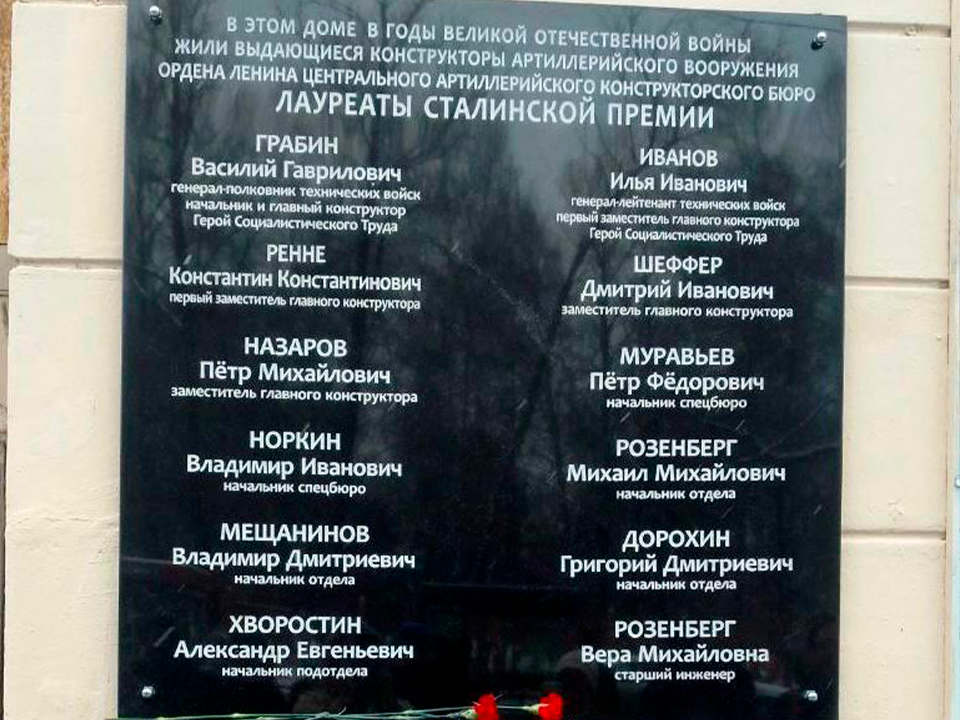 В ЭТОМ ДОМЕ В ГОДЫ ВЕЛИКОЙ ОТЕЧЕСТВЕННОЙ ВОЙНЫ
ЖИЛИ ВЫДАЮЩИЕСЯ КОНСТРУКТОРЫ АРТИЛЛЕРИЙСКОГО ВООРУЖЕНИЯ
ОРДЕНА ЛЕНИНА ЦЕНТРАЛЬНОГО АРТИЛЛЕРИЙСКОГО КОНСТРУКТОРСКОГО БЮРО
ЛАУРЕАТЫ СТАЛИНСКОЙ ПРЕМИИ
ГРАБИН
Василий Гаврилович
генерал-полковник технических войск
начальник и главный конструктор
Герой Социалистического Труда
РЕННЕ
Константин Константинович
первый заместитель главного конструктора
НАЗАРОВ
Пётр Михайлович
заместитель главного конструктора
НОРКИН
Владимир Иванович
начальник спецбюро
МЕЩАНИНОВ
Владимир Дмитриевич
начальник отдела
ХВОРОСТИН
Александр Евгеньевич
начальник подотдела
ИВАНОВ
Илья Иванович
генерал-лейтенант технических войск
первый заместитель главного конструктора
Герой Социалистического Труда
ШЕФФЕР
Дмитрий Иванович
заместитель главного конструктора
МУРАВЬЕВ
Пётр Фёдорович
начальник спецбюро
РОЗЕНБЕРГ
Михаил Михайлович
начальник отдела
ДОРОХИН
Григорий Дмитриевич
начальник отдела
РОЗЕНБЕРГ
Вера Михайловна
старший инженер